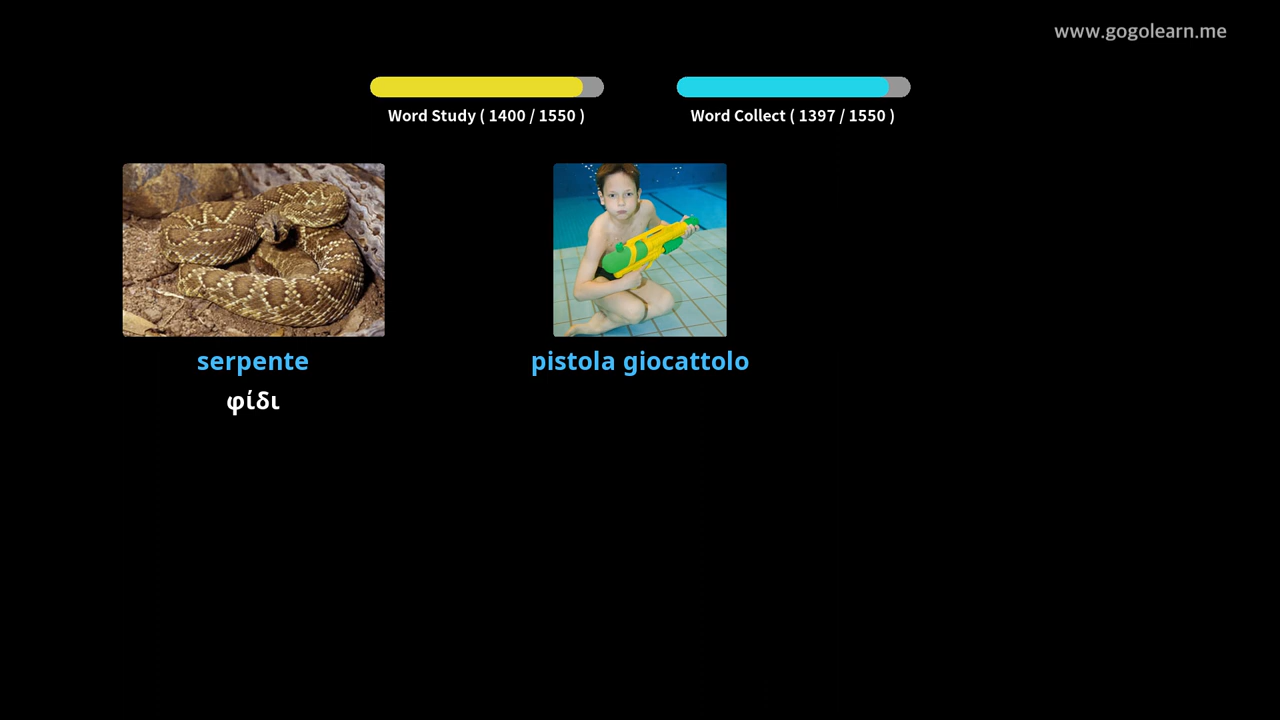 www.gogolearn.me
Word Study ( 1400 / 1550 )
Word Collect ( 1397 / 1550 )
serpente
φίδι
pistola giocattolo